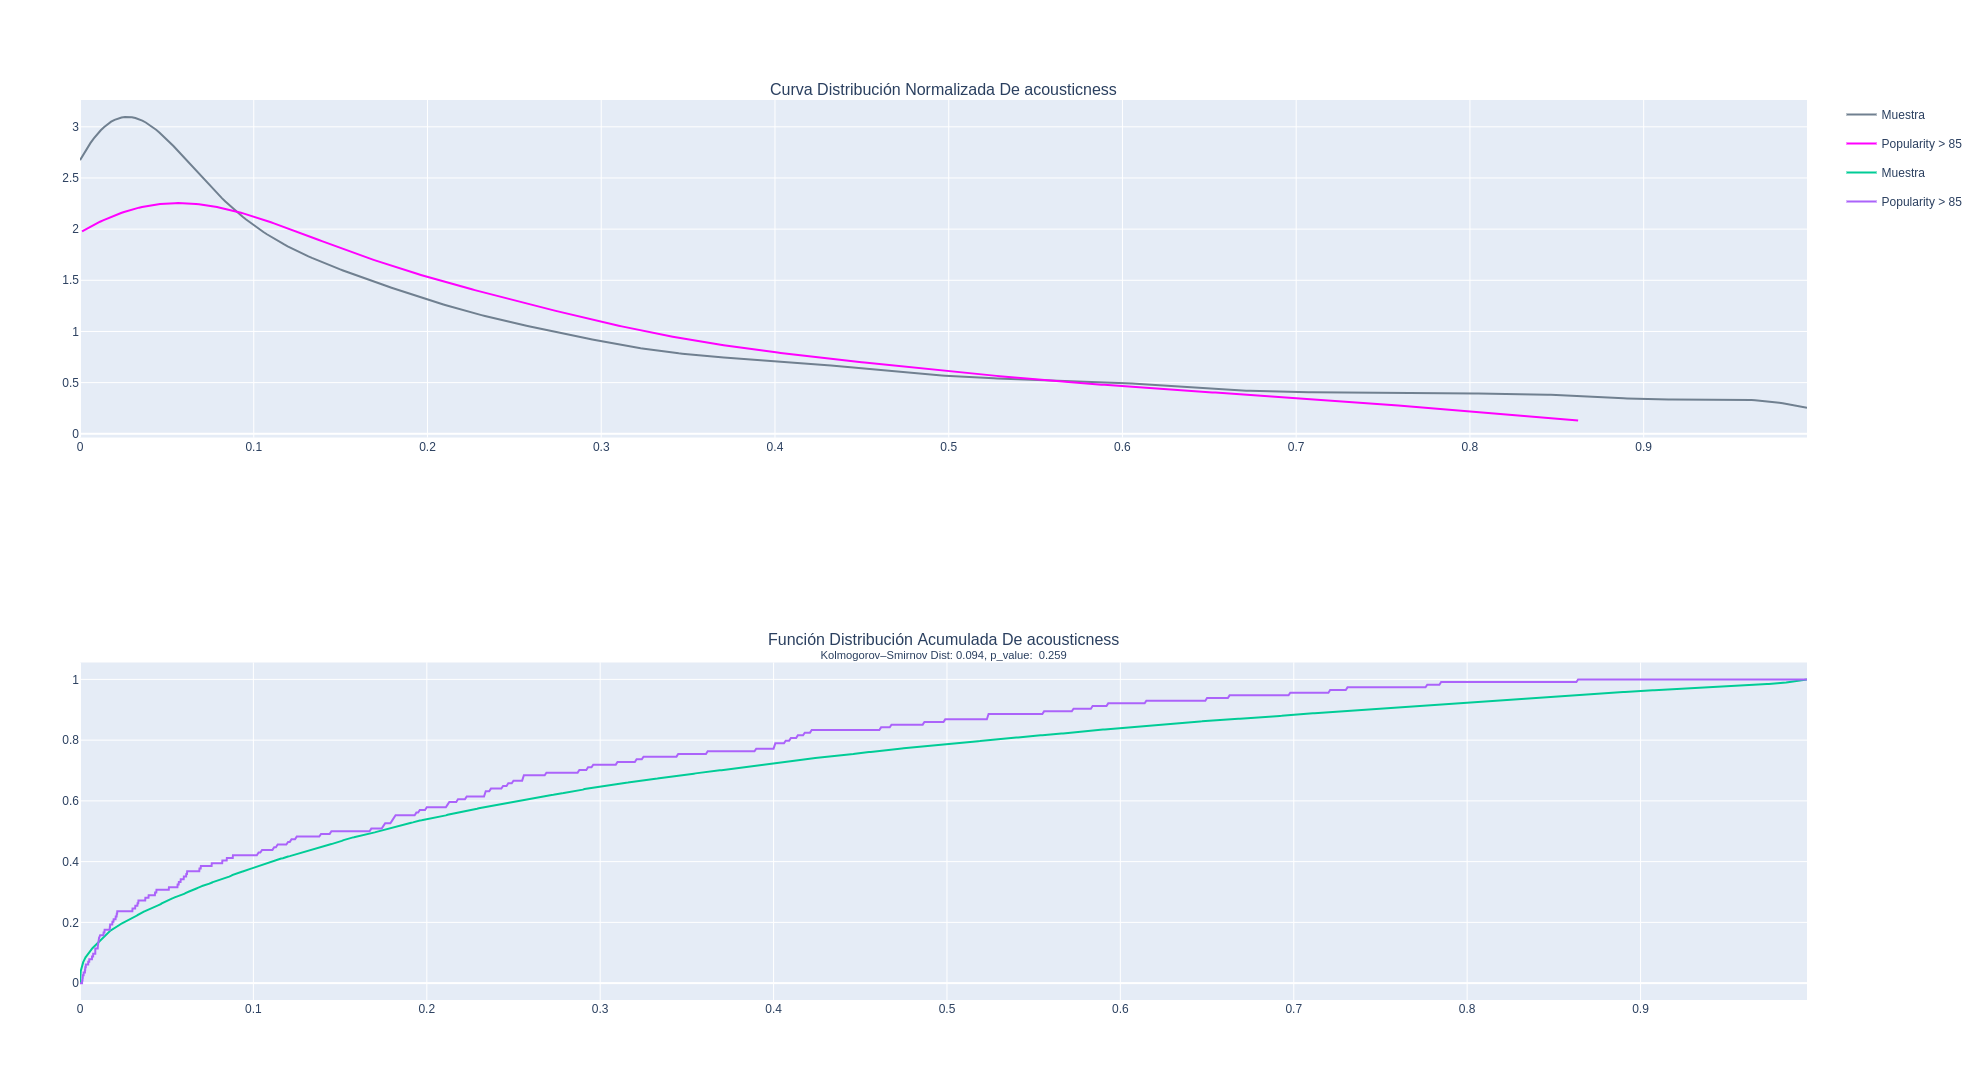 Curva Distribución Normalizada De acousticness
3
2.5
2
1.5
1
0.5
0
0 0.1 0.2 0.3 0.4 0.5 0.6 0.7 0.8 0.9
Muestra
Popularity > 85
Muestra
Popularity > 85
Función Distribución Acumulada De acousticness
Kolmogorov–Smirnov Dist: 0.094, p_value:  0.259
1
0.8
0.6
0.4
0.2
0
0 0.1 0.2 0.3 0.4 0.5 0.6 0.7 0.8 0.9